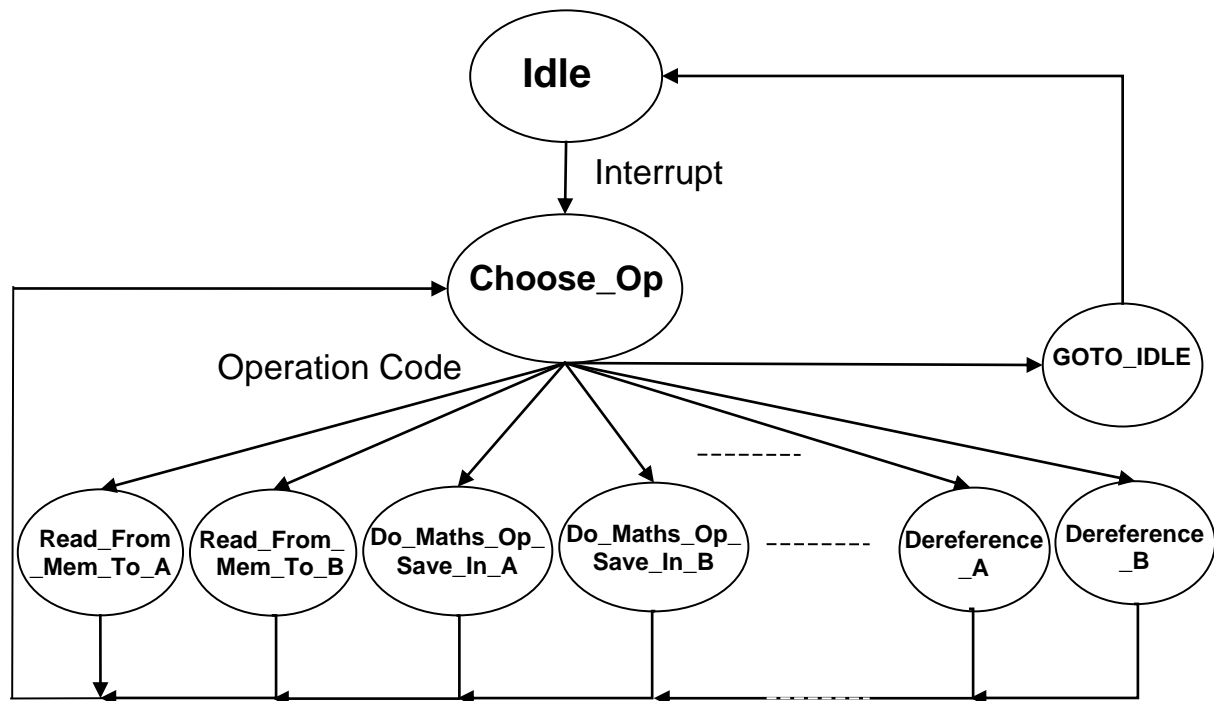 Idle
Interrupt
Choose_Op
GOTO_IDLE
Operation Code
Read_From
_Mem_To_A
Read_From_
Mem_To_B
Do_Maths_Op_
Save_In_A
Do_Maths_Op_
Save_In_B
Dereference
_A
Dereference
_B